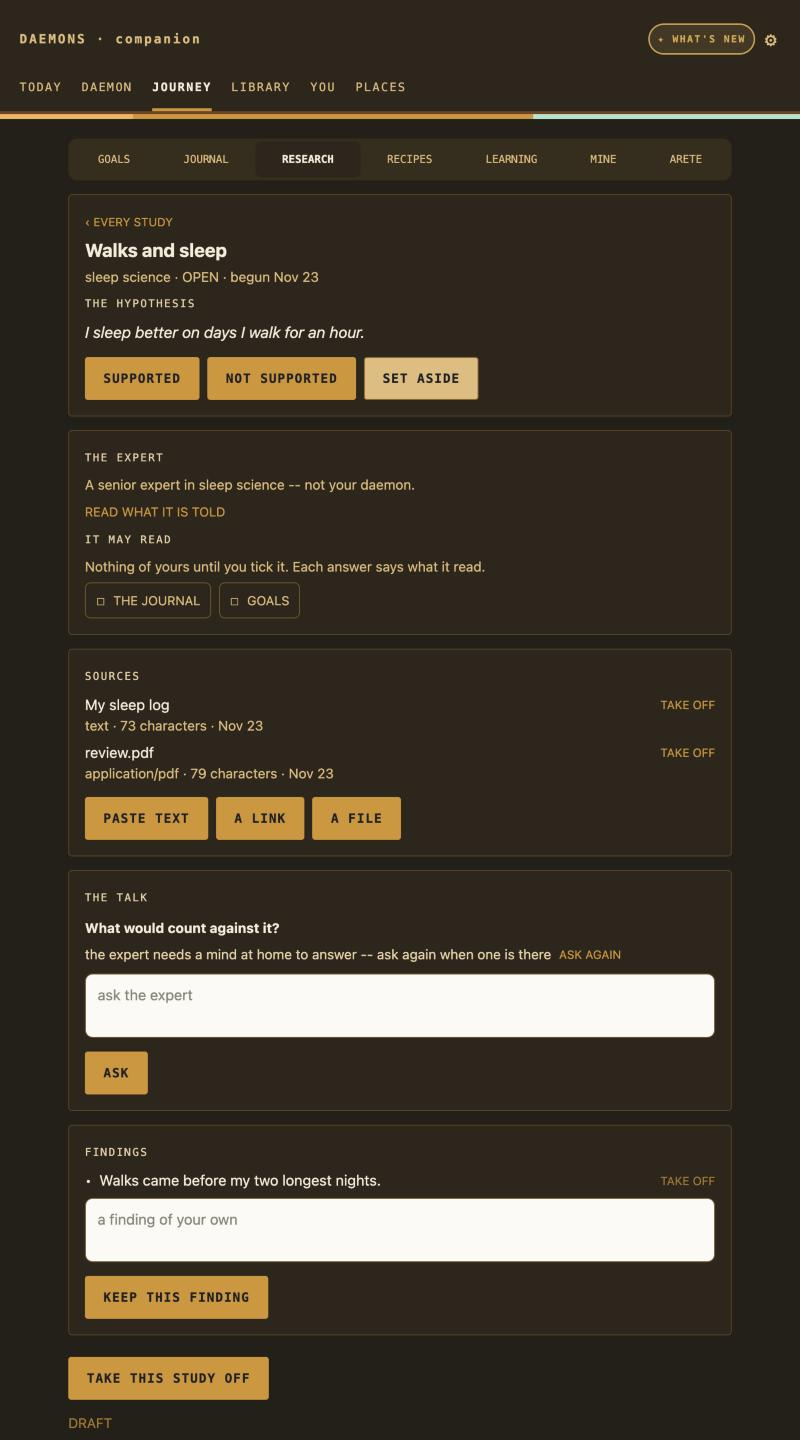 DAEMONS · companion
✦ WHAT'S NEW ⚙
TODAY DAEMON JOURNEY LIBRARY YOU PLACES
GOALS JOURNAL RESEARCH RECIPES LEARNING MINE ARETE
‹ EVERY STUDY
Walks and sleep
sleep science · OPEN · begun Nov 23
THE HYPOTHESIS
I sleep better on days I walk for an hour.
SUPPORTED NOT SUPPORTED SET ASIDE
THE EXPERT
A senior expert in sleep science -- not your daemon.
READ WHAT IT IS TOLD
IT MAY READ
Nothing of yours until you tick it. Each answer says what it read.
☐ THE JOURNAL ☐ GOALS
SOURCES
My sleep log TAKE OFF
text · 73 characters · Nov 23
review.pdf TAKE OFF
application/pdf · 79 characters · Nov 23
PASTE TEXT A LINK A FILE
THE TALK
What would count against it?
the expert needs a mind at home to answer -- ask again when one is there ASK AGAIN
ask the expert
ASK
FINDINGS
• Walks came before my two longest nights. TAKE OFF
a finding of your own
KEEP THIS FINDING
TAKE THIS STUDY OFF
DRAFT